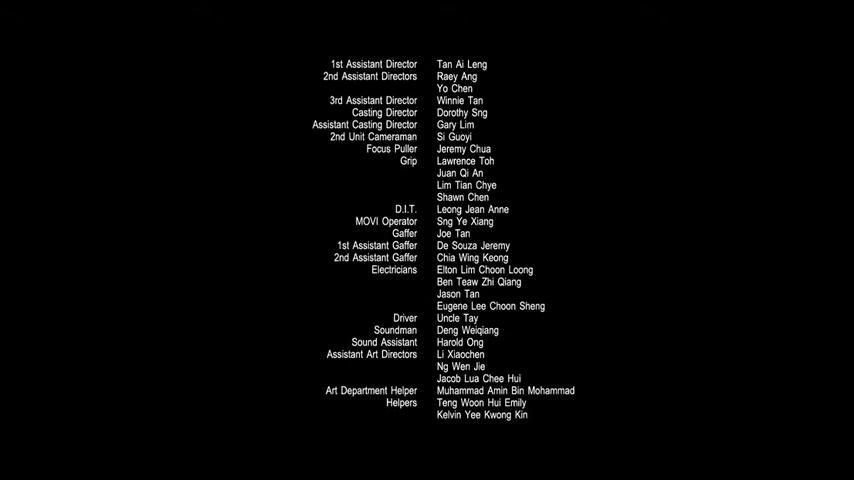 1st Assistant Director Tan Ai Leng
2nd Assistant Directors Raey Ang
Yo Chen
3rd Assistant Director Winnie Tan
Casting Director Dorothy Sng
Assistant Casting Director Gary Lim
2nd Unit Cameraman Si Guoyi
Focus Puller Jeremy Chua
Grip Lawrence Toh
Juan Qi An
Lim Tian Chye
Shawn Chen
D.I.T. Leong Jean Anne
MOVI Operator Sng Ye Xiang
Gaffer Joe Tan
1st Assistant Gaffer De Souza Jeremy
2nd Assistant Gaffer Chia Wing Keong
Electricians Elton Lim Choon Loong
Ben Teaw Zhi Qiang
Jason Tan
Eugene Lee Choon Sheng
Driver Uncle Tay
Soundman Deng Weiqiang
Sound Assistant Harold Ong
Assistant Art Directors Li Xiaochen
Ng Wen Jie
Jacob Lua Chee Hui
Art Department Helper Muhammad Amin Bin Mohammad
Helpers Teng Woon Hui Emily
Kelvin Yee Kwong Kin